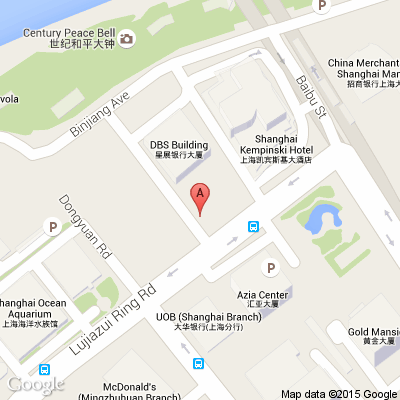 P
Century Peace Bell
世纪和平大钟
China Merchant
Shanghai Mar
招商银行上海大
vola
Binjiang Ave
Baibu St
DBS Building
星展银行大厦
Shanghai
Kempinski Hotel
上海凯宾斯基大酒店
A
Dongyuan Rd
P
P
Azia Center
汇亚大厦
Lujiazui Ring Rd
Shanghai Ocean
Aquarium
上海海洋水族馆
UOB (Shanghai Branch)
大华银行(上海分行)
Gold Mansio
黄金大厦
McDonald's
(Mingzhuhuan Branch)
Google
Map data ©2015 Google